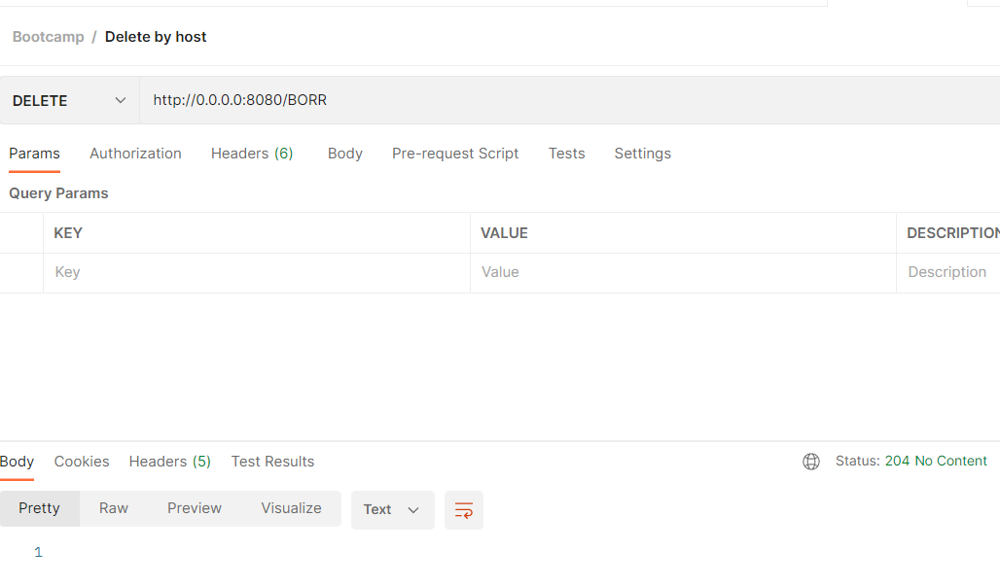 Bootcamp / Delete by host
DELETE http://0.0.0.0:8080/BORR
Params Authorization Headers (6) Body Pre-request Script Tests Settings
Query Params
KEY VALUE DESCRIPTION
Key Value Description
Body Cookies Headers (5) Test Results Status: 204 No Content
Pretty Raw Preview Visualize Text
1